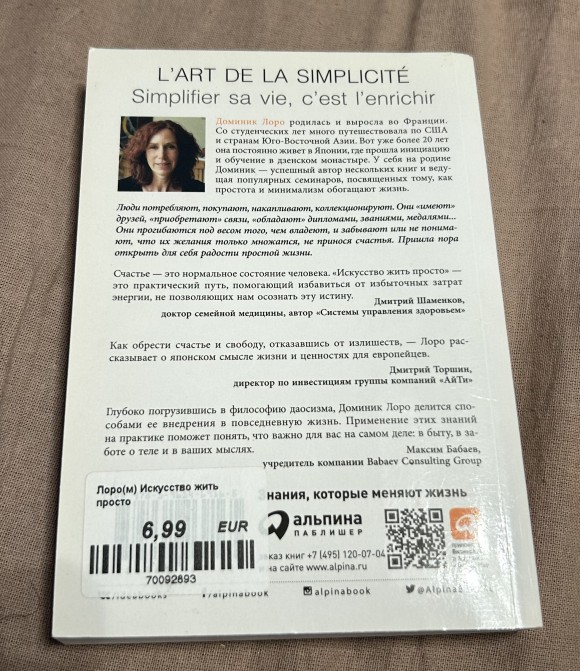 L'ART DE LA SIMPLICITÉ
Simplifier sa vie, c'est l'enrichir
Доминик Лоро родилась и выросла во Франции.
Со студенческих лет много путешествовала по США
и странам Юго-Восточной Азии. Вот уже более 20 лет
она постоянно живет в Японии, где прошла инициацию
и обучение в дзенском монастыре. У себя на родине
Доминик — успешный автор нескольких книг и веду-
щая популярных семинаров, посвященных тому, как
простота и минимализм обогащают жизнь.
Люди потребляют, покупают, накапливают, коллекционируют. Они «имеют»
друзей, «приобретают» связи, «обладают» дипломами, званиями, медалями...
Они прогибаются под весом того, чем владеют, и забывают или не понима-
ют, что их желания только множатся, не принося счастья. Пришла пора
открыть для себя радости простой жизни.
Счастье — это нормальное состояние человека. «Искусство жить просто» —
это практический путь, помогающий избавиться от избыточных затрат
энергии, не позволяющих нам осознать эту истину.
Дмитрий Шаменков,
доктор семейной медицины, автор «Системы управления здоровьем»
Как обрести счастье и свободу, отказавшись от излишеств, — Лоро рас-
сказывает о японском смысле жизни и ценностях для европейцев.
Дмитрий Торшин,
директор по инвестициям группы компаний «АйТи»
Глубоко погрузившись в философию даосизма, Доминик Лоро делится спо-
собами ее внедрения в повседневную жизнь. Применение этих знаний
на практике поможет понять, что важно для вас на самом деле: в быту, в за-
боте о теле и в ваших мыслях.
Максим Бабаев,
учредитель компании Babaev Consulting Group
Лоро(м) Искусство жить
просто
6,99 EUR
70092693
Знания, которые меняют жизнь
альпина
ПАБЛИШЕР
каз книг +7 (495) 120-07-04
на сайте www.alpina.ru
alpinabook
alpinabook